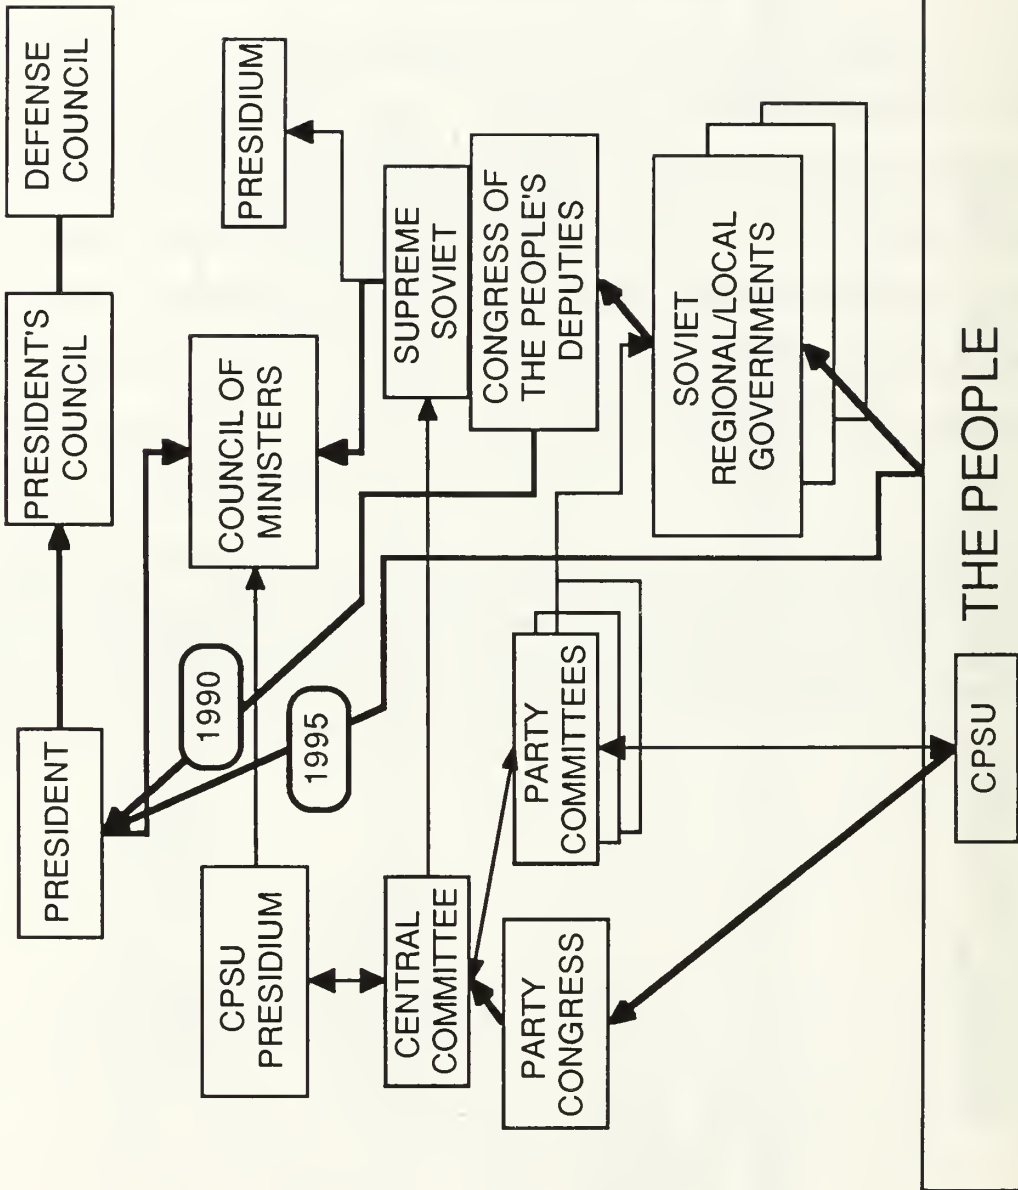 PRESIDENT
PRESIDENT'S
COUNCIL
DEFENSE
COUNCIL
1990
1995
CPSU
PRESIDIUM
COUNCIL OF
MINISTERS
PRESIDIUM
CENTRAL
COMMITTEE
SUPREME
SOVIET
CONGRESS OF
THE PEOPLE'S
DEPUTIES
PARTY
CONGRESS
PARTY
COMMITTEES
SOVIET
REGIONAL/LOCAL
GOVERNMENTS
CPSU
THE PEOPLE